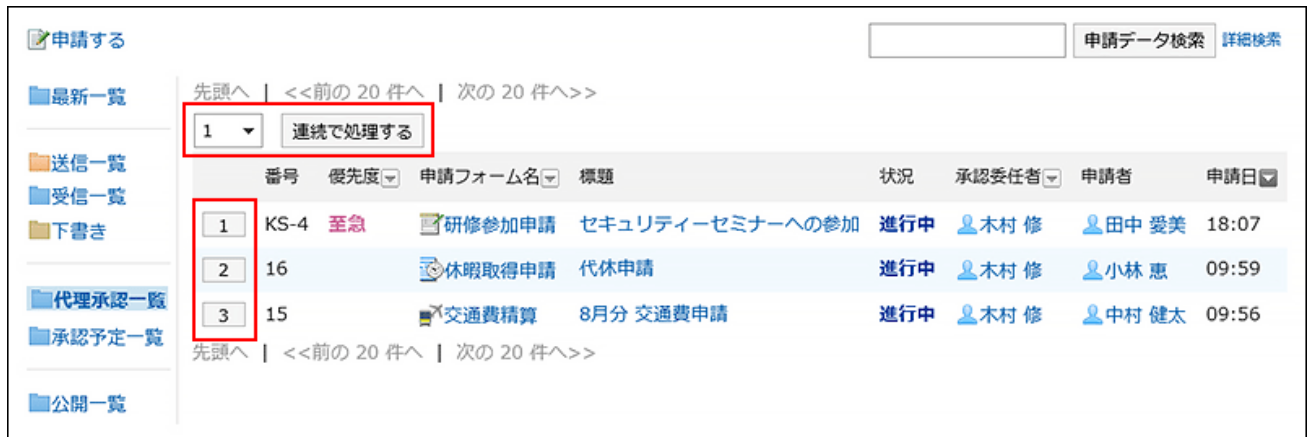 申請する 申請データ検索 詳細検索
最新一覧
送信一覧
受信一覧
下書き
代理承認一覧
承認予定一覧
公開一覧
先頭へ | <<前の 20 件へ | 次の 20 件へ>>
1 連続で処理する
番号 優先度 申請フォーム名 標題 状況 承認委任者 申請者 申請日
1 KS-4 至急 研修参加申請 セキュリティーセミナーへの参加 進行中 木村 修 田中 愛美 18:07
2 16 休暇取得申請 代休申請 進行中 木村 修 小林 恵 09:59
3 15 交通費精算 8月分 交通費申請 進行中 木村 修 中村 健太 09:56
先頭へ | <<前の 20 件へ | 次の 20 件へ>>